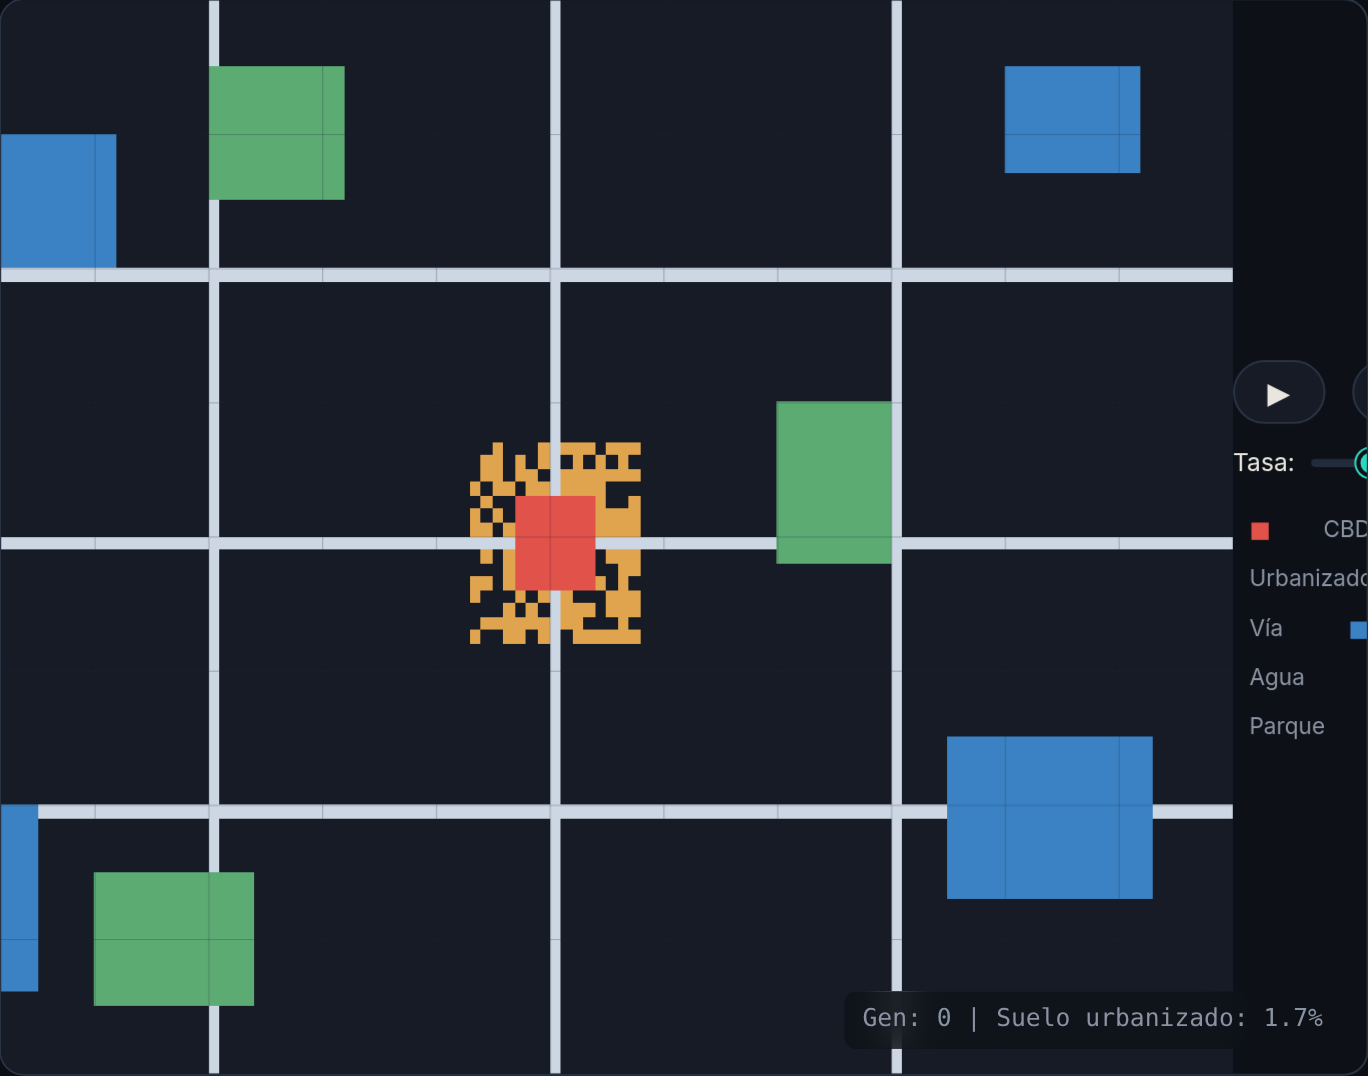 Tasa:
CBD
Urbanizado
Vía
Agua
Parque
Gen: 0 | Suelo urbanizado: 1.7%